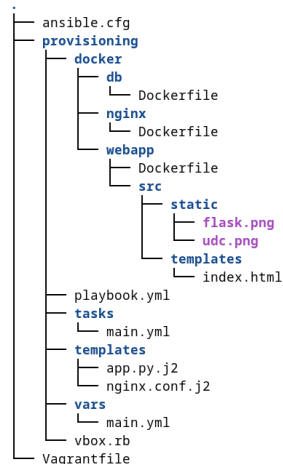 .
ansible.cfg
provisioning
docker
db
Dockerfile
nginx
Dockerfile
webapp
Dockerfile
src
static
flask.png
udc.png
templates
index.html
playbook.yml
tasks
main.yml
templates
app.py.j2
nginx.conf.j2
vars
main.yml
vbox.rb
Vagrantfile